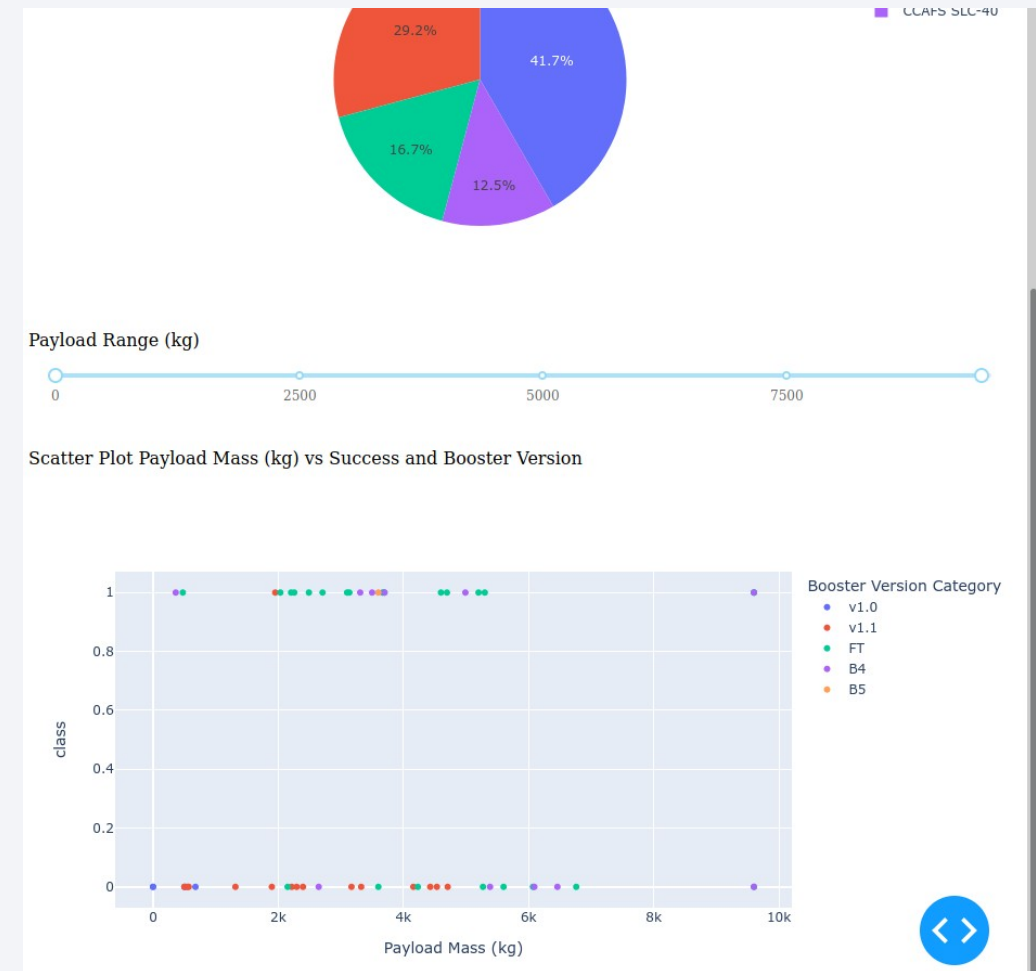 CCAFS SLC-40
29.2%
41.7%
16.7%
12.5%
Payload Range (kg)
0 2500 5000 7500
Scatter Plot Payload Mass (kg) vs Success and Booster Version
Booster Version Category
v1.0
v1.1
FT
B4
B5
1
0.8
0.6
0.4
0.2
0
class
0 2k 4k 6k 8k 10k
Payload Mass (kg)